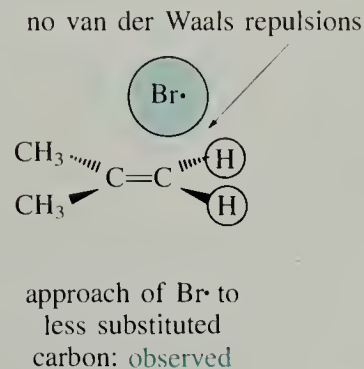 no van der Waals repulsions
Br·
CH₃
C=C
H
CH₃
H
approach of Br· to
less substituted
carbon: observed